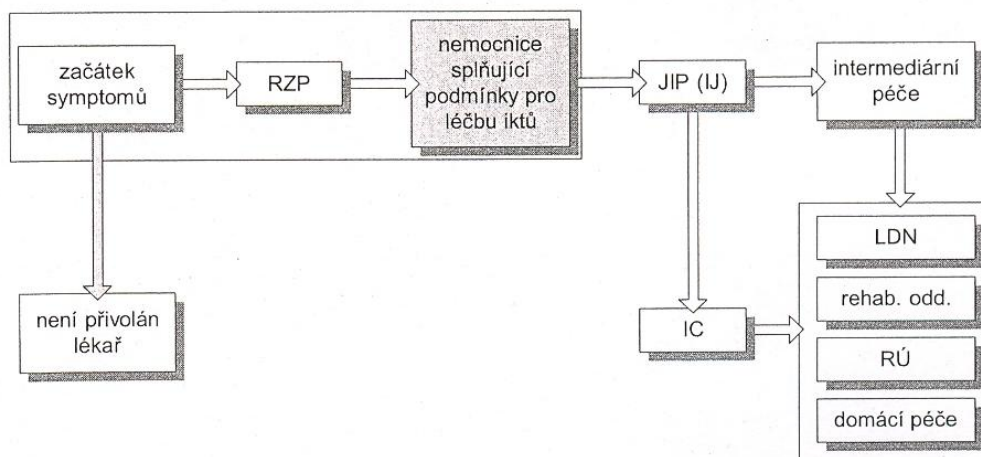 začátek
symptomů
RZP
nemocnice
splňující
podmínky pro
léčbu iktů
JIP (IJ)
intermediární
péče
není přivolán
lékař
IC
LDN
rehab. odd.
RÚ
domácí péče